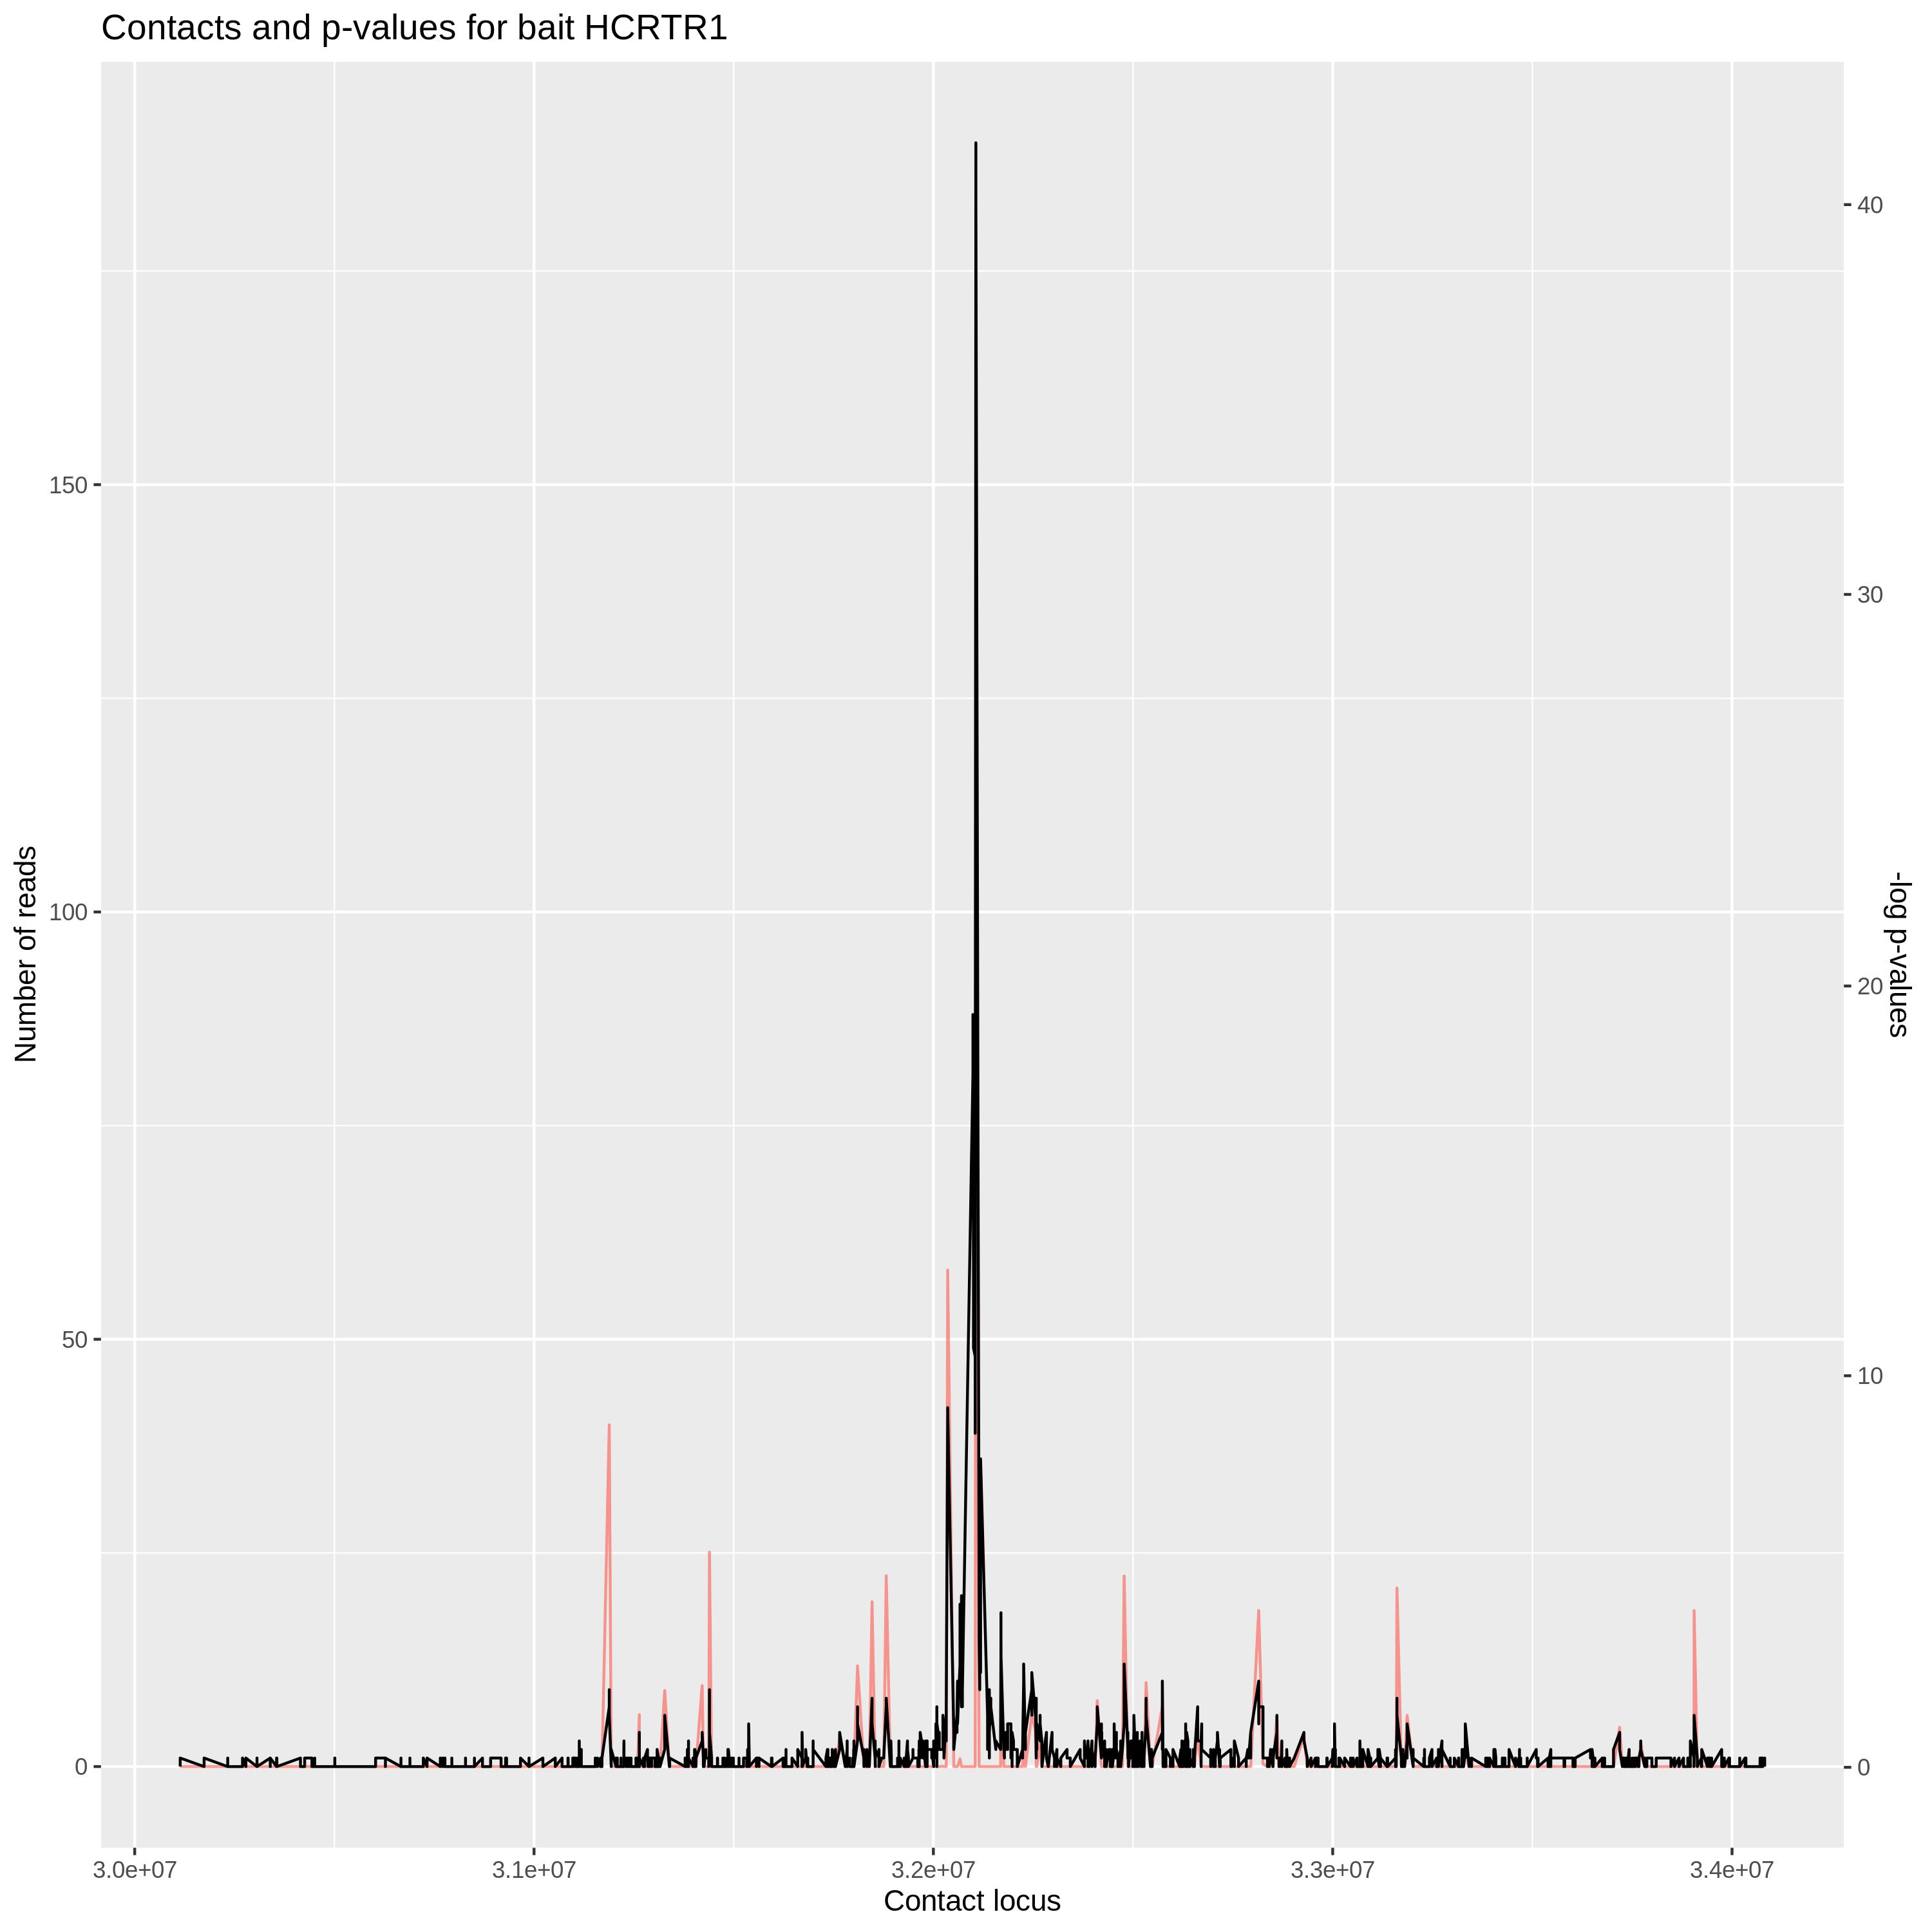 Contacts and p-values for bait HCRTR1
Number of reads
150
100
50
0
40
30
20
10
0
-log p-values
3.0e+07 3.1e+07 3.2e+07 3.3e+07 3.4e+07
Contact locus